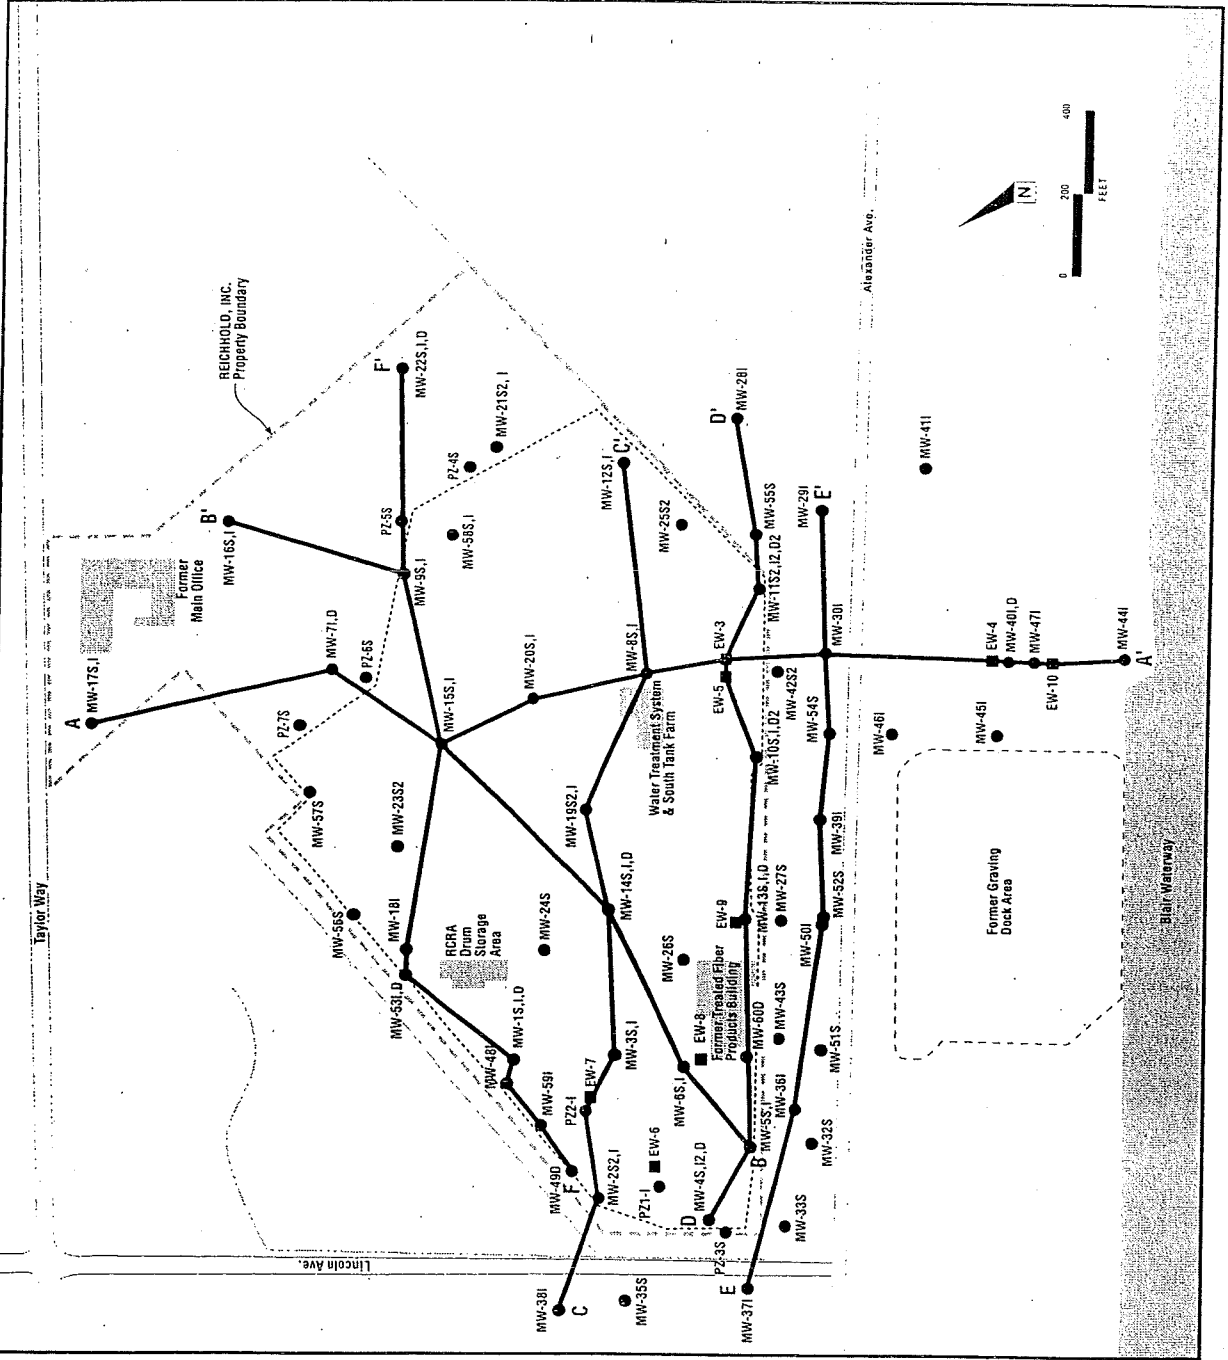 Taylor Way
REICHHOLD, INC.
Property Boundary
A
MW-17S,I
Former
Main Office
B'
MW-16S,I
F'
MW-22S,I,D
MW-7I,D
PZ-6S
PZ-7S
MW-57S
PZ-5S
MW-9S,I
PZ-4S
MW-21S2, I
MW-58S,I
MW-56S
MW-23S2
MW-15S,I
MW-20S,I
MW-18I
MW-53I,D
RCRA
Drum
Storage
Area
MW-24S
MW-1S,I,D
MW-48I
MW-59I
MW-49D
F
MW-12S,I
C'
MW-25S2
MW-8S,I
Water Treatment System
& South Tank Farm
MW-19S2,I
MW-14S,I,D
MW-3S,I
EW-7
PZ2-I
MW-2S2,I
MW-38I
C
MW-35S
Lincoln Ave.
MW-26S
MW-6S,I
EW-8
Former Treated Fiber
Products Building
EW-6
PZ1-I
MW-4S,I2,D
D
PZ-3S
D'
MW-28I
MW-55S
MW-11S2,I2,D2
EW-3
EW-5
MW-42S2
MW-10S,I,D2
EW-9
MW-13S,I,D
MW-27S
MW-60D
MW-43S
MW-5S,I
B
MW-36I
MW-32S
MW-33S
E
MW-37I
MW-29I
E'
MW-30I
MW-54S
MW-39I
MW-52S
MW-50I
MW-51S
Alexander Ave.
MW-41I
EW-4
MW-40I,D
MW-47I
EW-10
MW-44I
A'
MW-46I
MW-45I
Former Graving
Dock Area
Blair Waterway
N
0
200
400
FEET